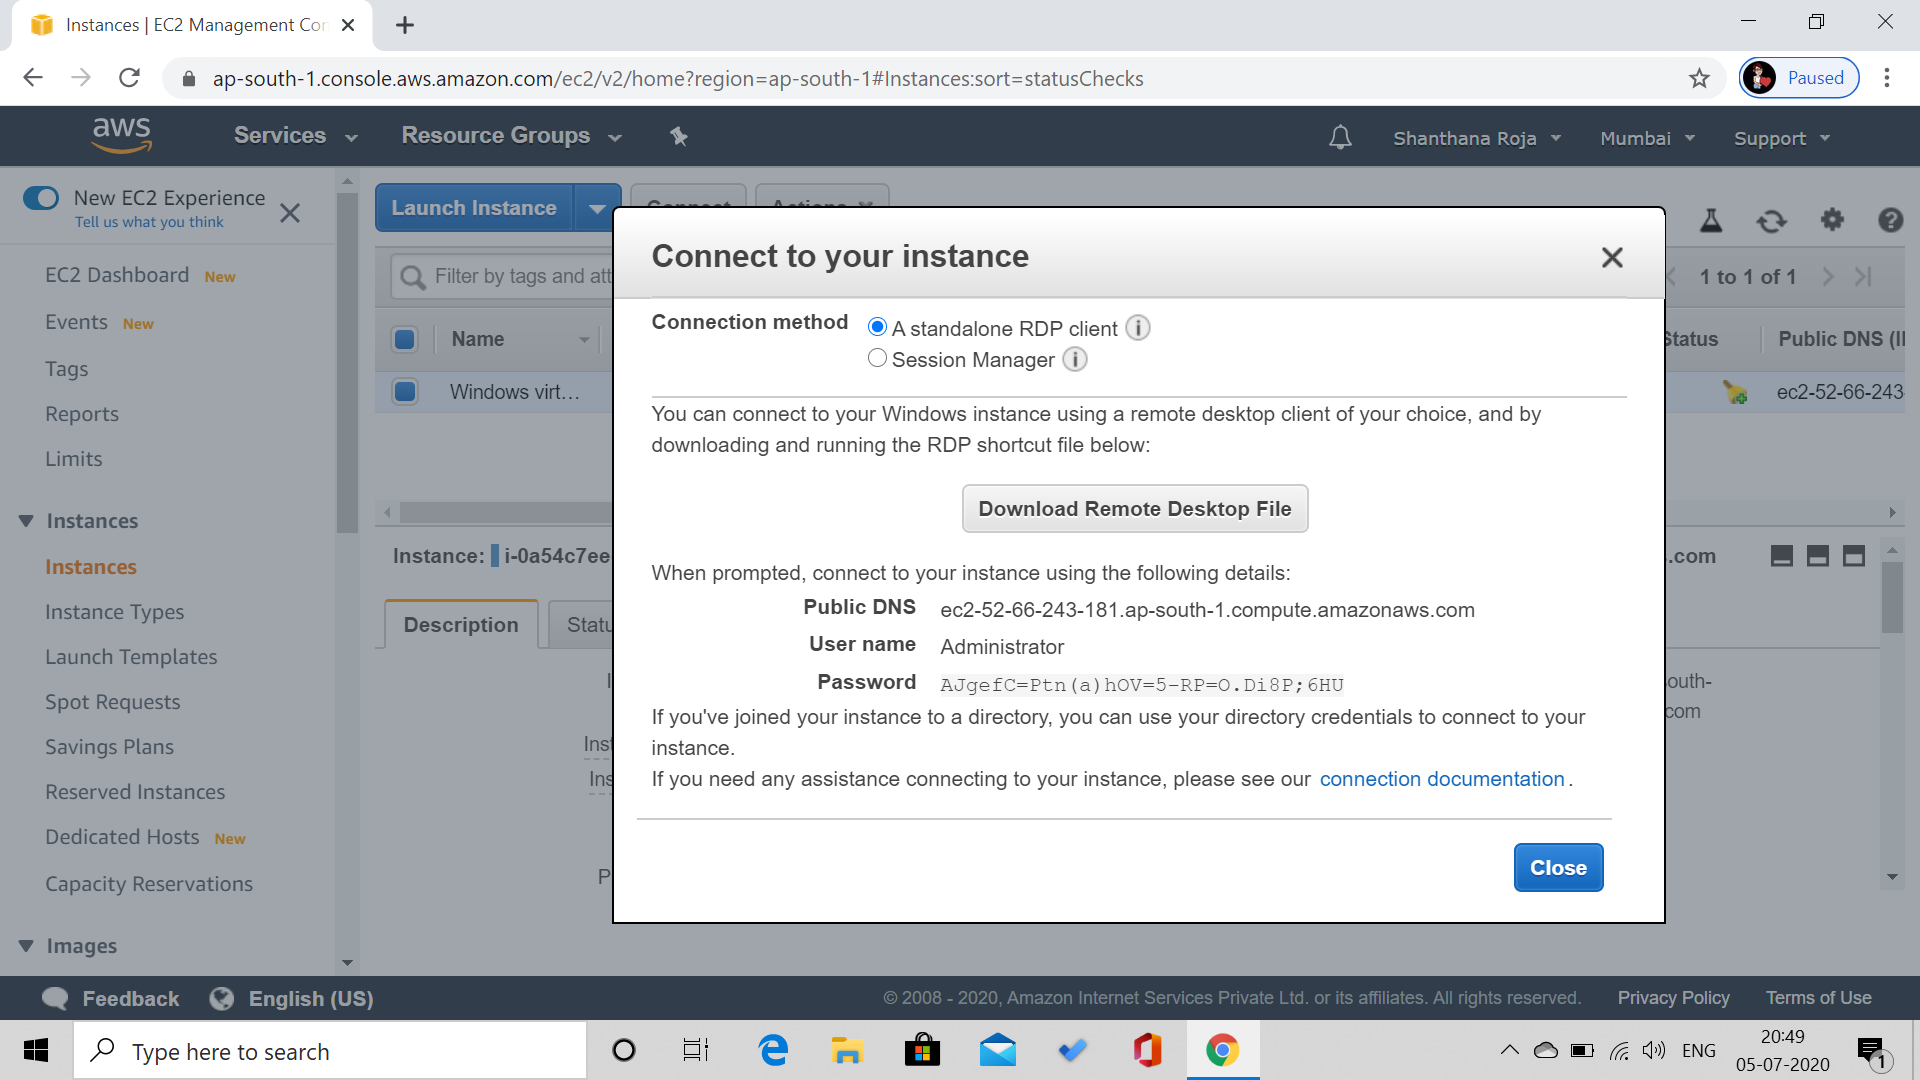 Instances | EC2 Management Con
ap-south-1.console.aws.amazon.com/ec2/v2/home?region=ap-south-1#Instances:sort=statusChecks
Paused
aws
Services
Resource Groups
Shanthana Roja
Mumbai
Support
New EC2 Experience
Tell us what you think
EC2 Dashboard New
Events New
Tags
Reports
Limits
Instances
Instances
Instance Types
Launch Templates
Spot Requests
Savings Plans
Reserved Instances
Dedicated Hosts New
Capacity Reservations
Images
Launch Instance
Connect
Actions
Filter by tags and att
1 to 1 of 1
Name
Status
Public DNS (I
Windows virt...
ec2-52-66-243-
Instance: i-0a54c7ee
.com
Description
Statu
outh-
com
Inst
Ins
P
Connect to your instance
Connection method
A standalone RDP client
Session Manager
You can connect to your Windows instance using a remote desktop client of your choice, and by
downloading and running the RDP shortcut file below:
Download Remote Desktop File
When prompted, connect to your instance using the following details:
Public DNS ec2-52-66-243-181.ap-south-1.compute.amazonaws.com
User name Administrator
Password AJgefC=Ptn(a)hOV=5-RP=O.Di8P;6HU
If you've joined your instance to a directory, you can use your directory credentials to connect to your
instance.
If you need any assistance connecting to your instance, please see our connection documentation.
Close
Feedback
English (US)
© 2008 - 2020, Amazon Internet Services Private Ltd. or its affiliates. All rights reserved.
Privacy Policy
Terms of Use
Type here to search
ENG
20:49
05-07-2020
1